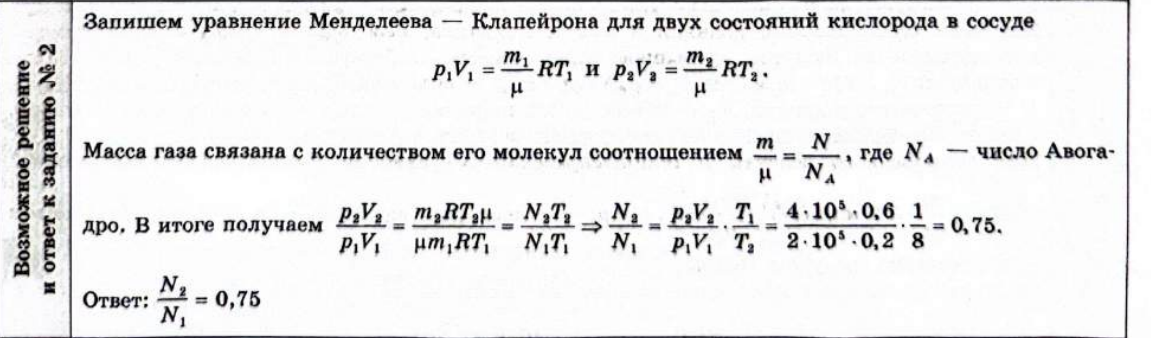 Возможное решение
и ответ к заданию № 2
Запишем уравнение Менделеева — Клапейрона для двух состояний кислорода в сосуде
p₁V₁ = m₁/μ RT₁ и p₂V₂ = m₂/μ RT₂.
Масса газа связана с количеством его молекул соотношением m/μ = N/N_A, где N_A — число Авога-
дро. В итоге получаем p₂V₂/p₁V₁ = m₂RT₂μ/μm₁RT₁ = N₂T₂/N₁T₁ ⇒ N₂/N₁ = p₂V₂/p₁V₁ · T₁/T₂ = 4·10⁵·0,6/2·10⁵·0,2 · 1/8 = 0,75.
Ответ: N₂/N₁ = 0,75